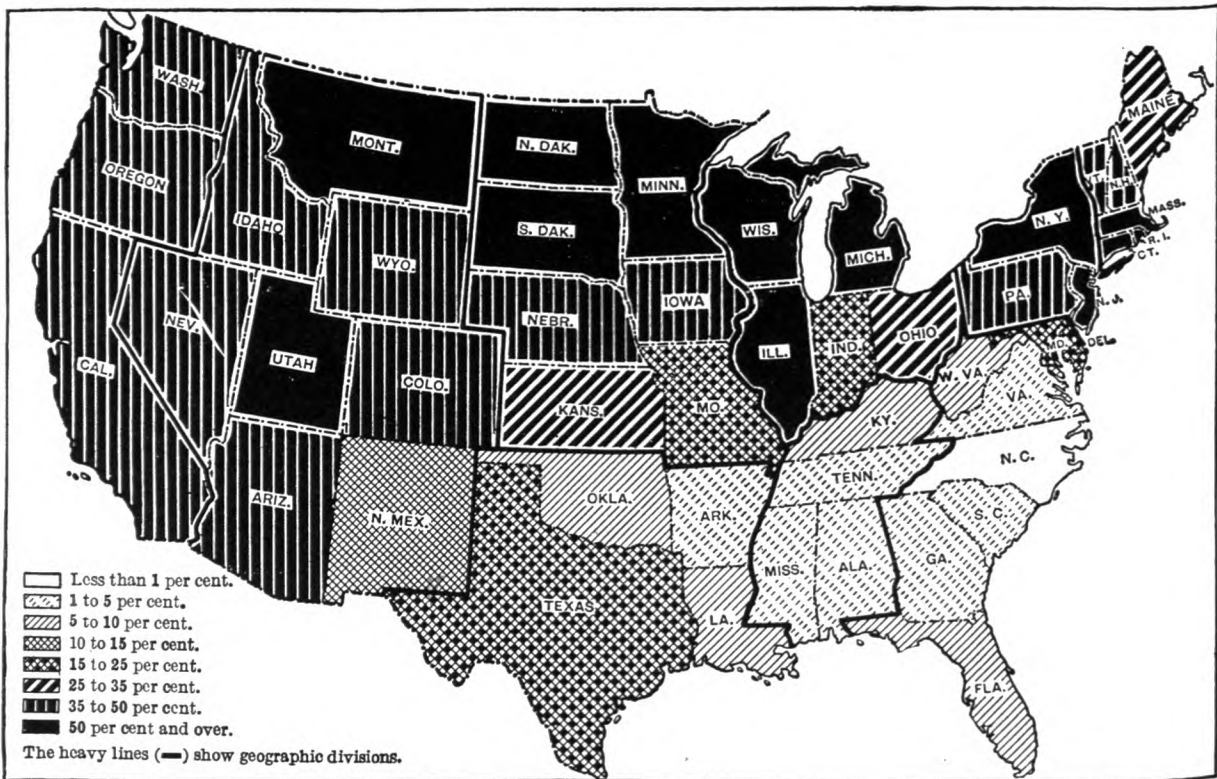 WASH.
OREGON
IDAHO
MONT.
N. DAK.
MINN.
S. DAK.
WYO.
WIS.
MICH.
N. Y.
VT.
N.H.
MAINE
MASS.
R. I.
CT.
PA.
N. J.
CAL.
NEV.
UTAH
COLO.
NEBR.
IOWA
ILL.
IND.
OHIO
MD.
DEL.
W. VA.
VA.
KANS.
MO.
KY.
N. C.
TENN.
ARIZ.
N. MEX.
OKLA.
ARK.
S. C.
TEXAS
LA.
MISS.
ALA.
GA.
FLA.
Less than 1 per cent.
1 to 5 per cent.
5 to 10 per cent.
10 to 15 per cent.
15 to 25 per cent.
25 to 35 per cent.
35 to 50 per cent.
50 per cent and over.
The heavy lines (▬) show geographic divisions.